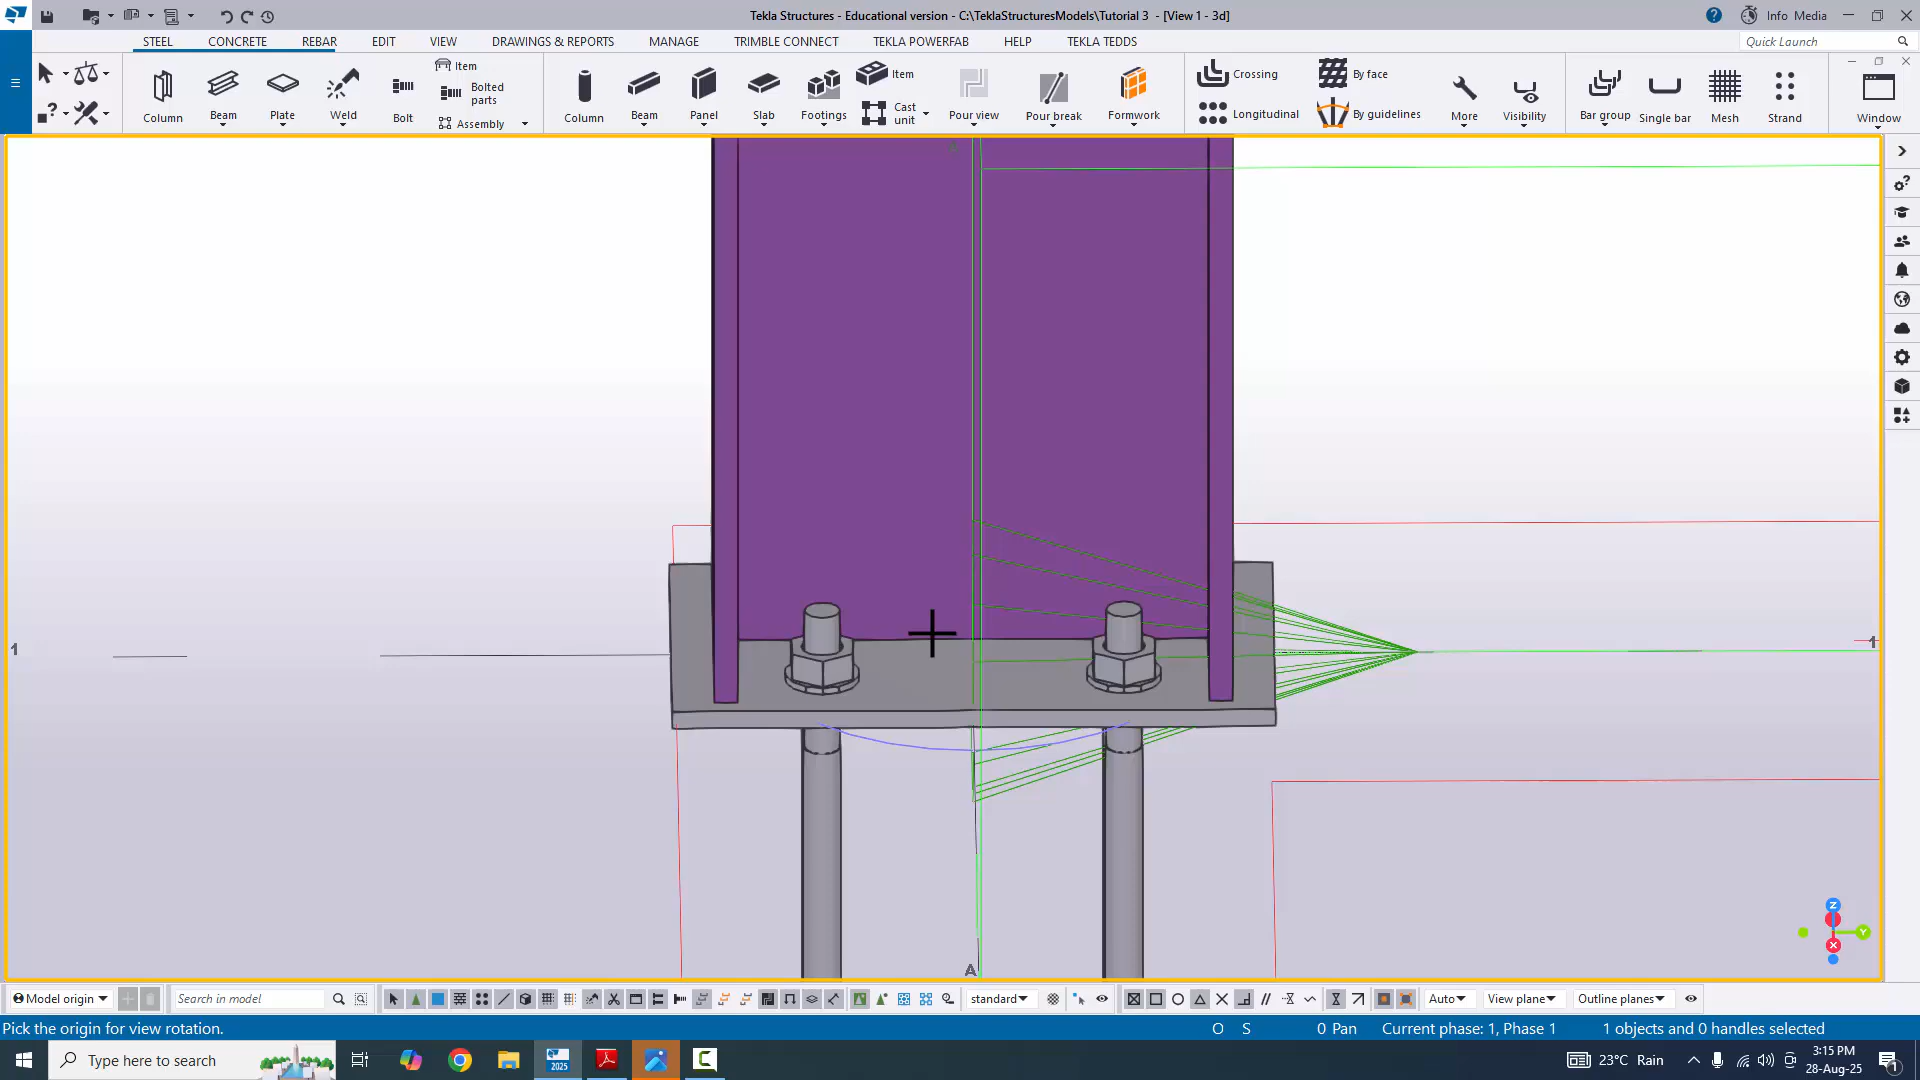 Tekla Structures - Educational version - C:\TeklaStructuresModels\Tutorial 3 - [View 1 - 3d]
Info Media
STEEL CONCRETE REBAR EDIT VIEW DRAWINGS & REPORTS MANAGE TRIMBLE CONNECT TEKLA POWERFAB HELP TEKLA TEDDS
Quick Launch
Column Beam Plate Weld Bolt
Item
Bolted parts
Assembly
Column Beam Panel Slab Footings
Item
Cast unit
Pour view Pour break Formwork
Crossing
Longitudinal
By face
By guidelines
More Visibility
Bar group Single bar Mesh Strand
Window
1
1
A
Z
Y
X
Model origin
Search in model
standard
Auto
View plane
Outline planes
Pick the origin for view rotation.
O S 0 Pan Current phase: 1, Phase 1 1 objects and 0 handles selected
Type here to search
2025
23°C Rain
3:15 PM
28-Aug-25
1